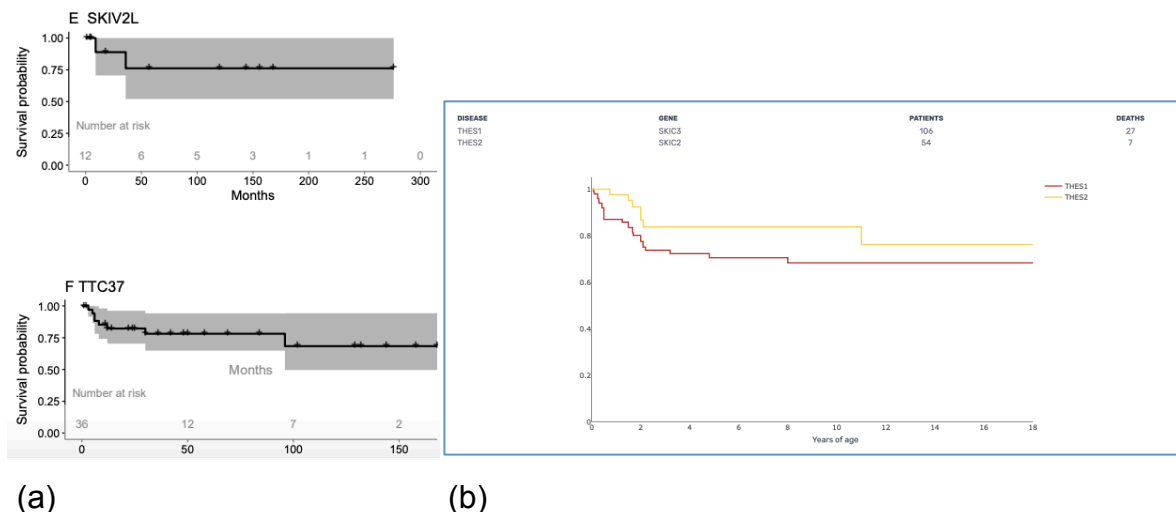 E SKIV2L
Survival probability
1.00
0.75
0.50
0.25
0.00
Number at risk
12 6 5 3 1 1 0
0 50 100 150 200 250 300
Months
F TTC37
Survival probability
1.00
0.75
0.50
0.25
0.00
Months
Number at risk
36 12 7 2
0 50 100 150
(a)
DISEASE GENE PATIENTS DEATHS
THES1 SKIC3 106 27
THES2 SKIC2 54 7
THES1
THES2
1
0.8
0.6
0.4
0.2
0
0 2 4 6 8 10 12 14 16 18
Years of age
(b)